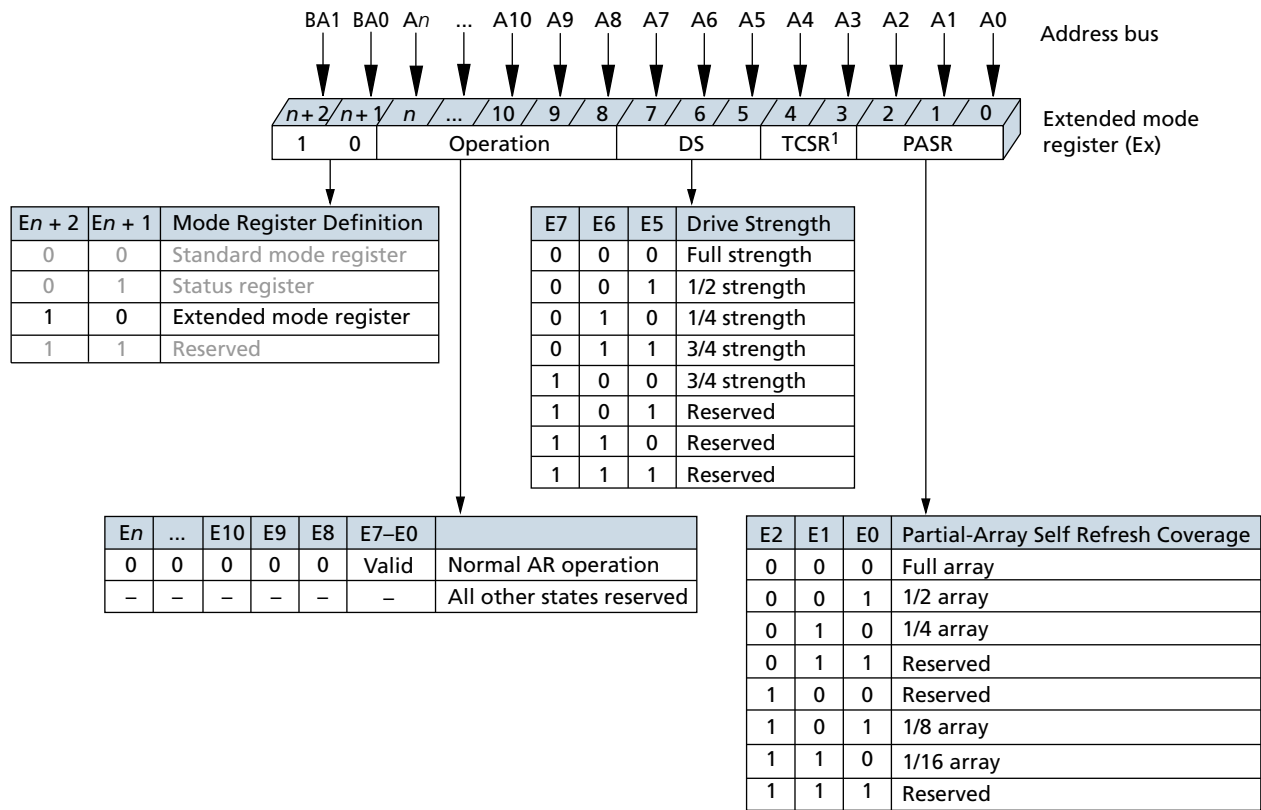 BA1 BA0 An ... A10 A9 A8 A7 A6 A5 A4 A3 A2 A1 A0
Address bus
n + 2 n + 1 n ... 10 9 8 7 6 5 4 3 2 1 0
Extended mode
register (Ex)
1 0 Operation DS TCSR1 PASR
En + 2 En + 1 Mode Register Definition
0 0 Standard mode register
0 1 Status register
1 0 Extended mode register
1 1 Reserved
E7 E6 E5 Drive Strength
0 0 0 Full strength
0 0 1 1/2 strength
0 1 0 1/4 strength
0 1 1 3/4 strength
1 0 0 3/4 strength
1 0 1 Reserved
1 1 0 Reserved
1 1 1 Reserved
En ... E10 E9 E8 E7–E0
0 0 0 0 0 Valid Normal AR operation
– – – – – – All other states reserved
E2 E1 E0 Partial-Array Self Refresh Coverage
0 0 0 Full array
0 0 1 1/2 array
0 1 0 1/4 array
0 1 1 Reserved
1 0 0 Reserved
1 0 1 1/8 array
1 1 0 1/16 array
1 1 1 Reserved